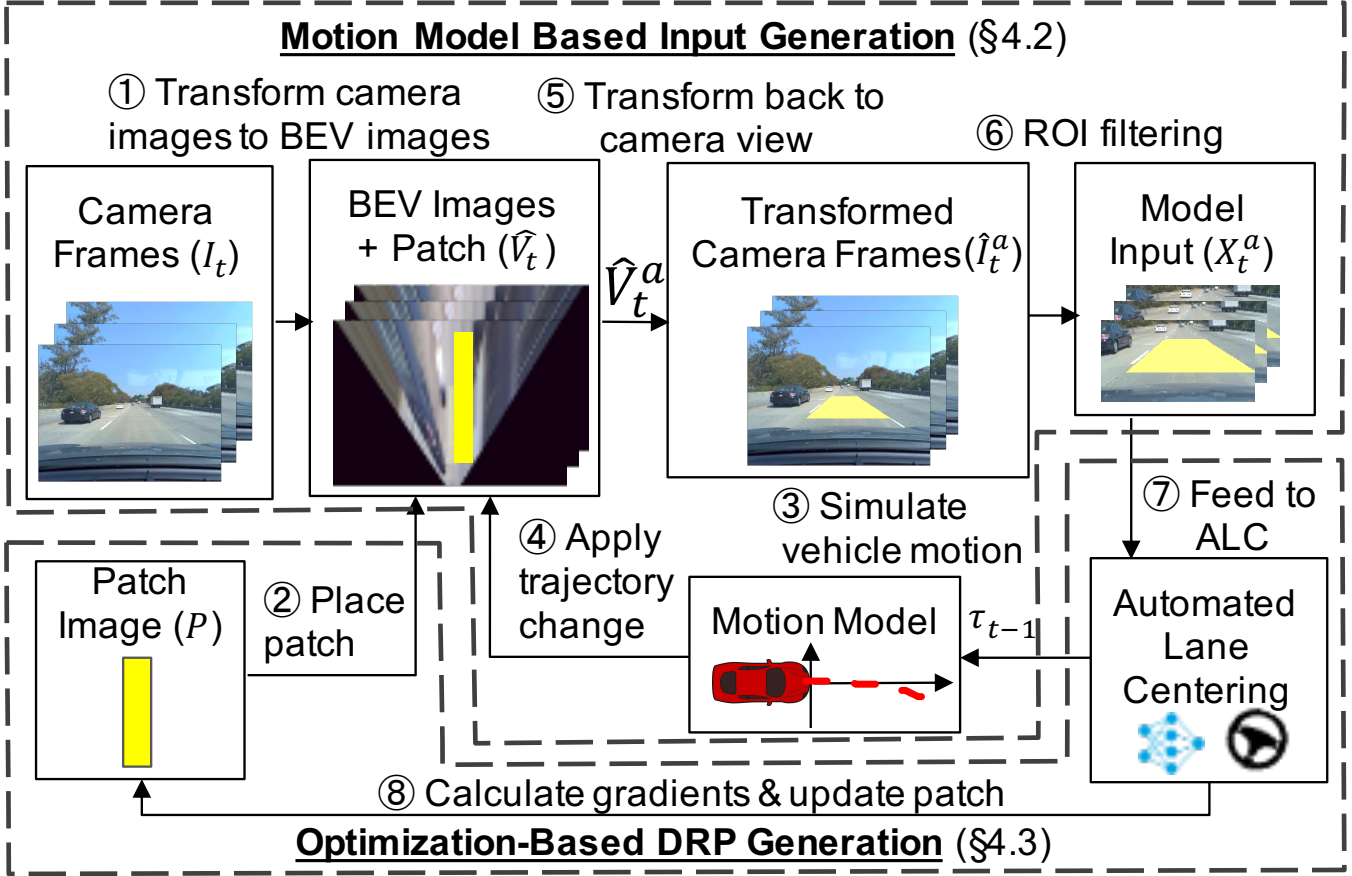 Motion Model Based Input Generation (§4.2)
① Transform camera
images to BEV images
⑤ Transform back to
camera view
⑥ ROI filtering
Camera
Frames (I_t)
BEV Images
+ Patch (V̂_t)
V̂_t^a
Transformed
Camera Frames(Î_t^a)
Model
Input (X_t^a)
③ Simulate
vehicle motion
⑦ Feed to
ALC
④ Apply
trajectory
change
Patch
Image (P)
② Place
patch
Motion Model
τ_{t−1}
Automated
Lane
Centering
⑧ Calculate gradients & update patch
Optimization-Based DRP Generation (§4.3)